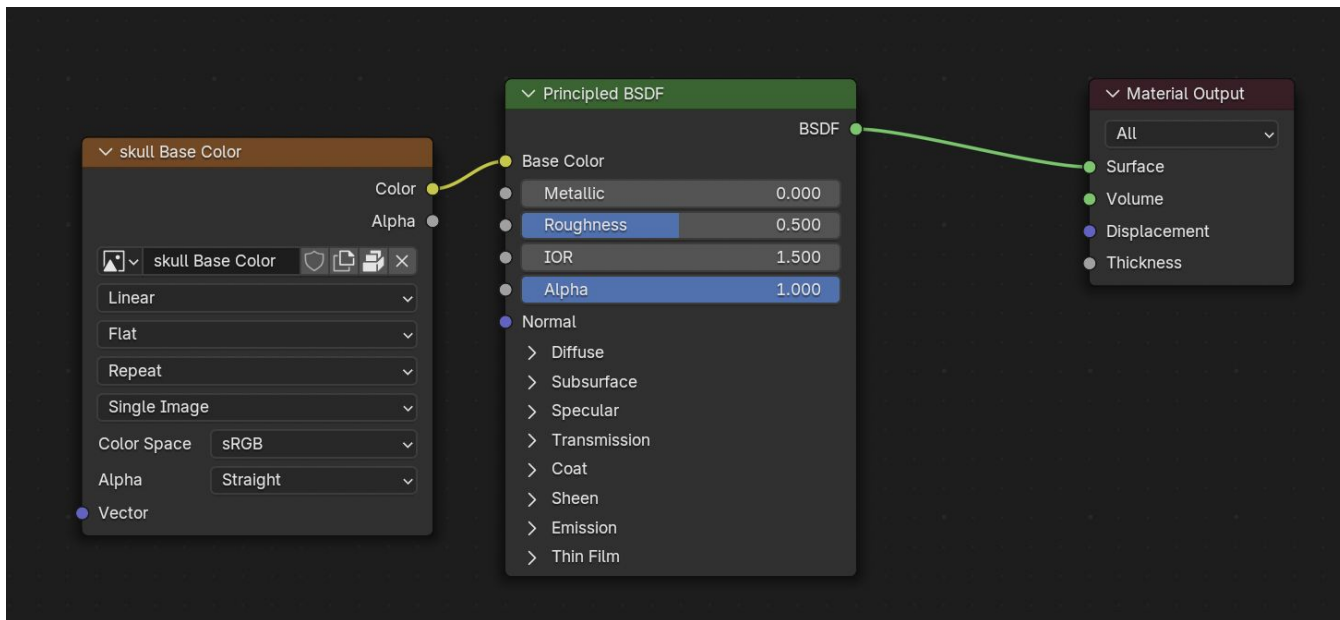 skull Base Color
Color
Alpha
skull Base Color
Linear
Flat
Repeat
Single Image
Color Space sRGB
Alpha Straight
Vector
Principled BSDF
BSDF
Base Color
Metallic 0.000
Roughness 0.500
IOR 1.500
Alpha 1.000
Normal
Diffuse
Subsurface
Specular
Transmission
Coat
Sheen
Emission
Thin Film
Material Output
All
Surface
Volume
Displacement
Thickness